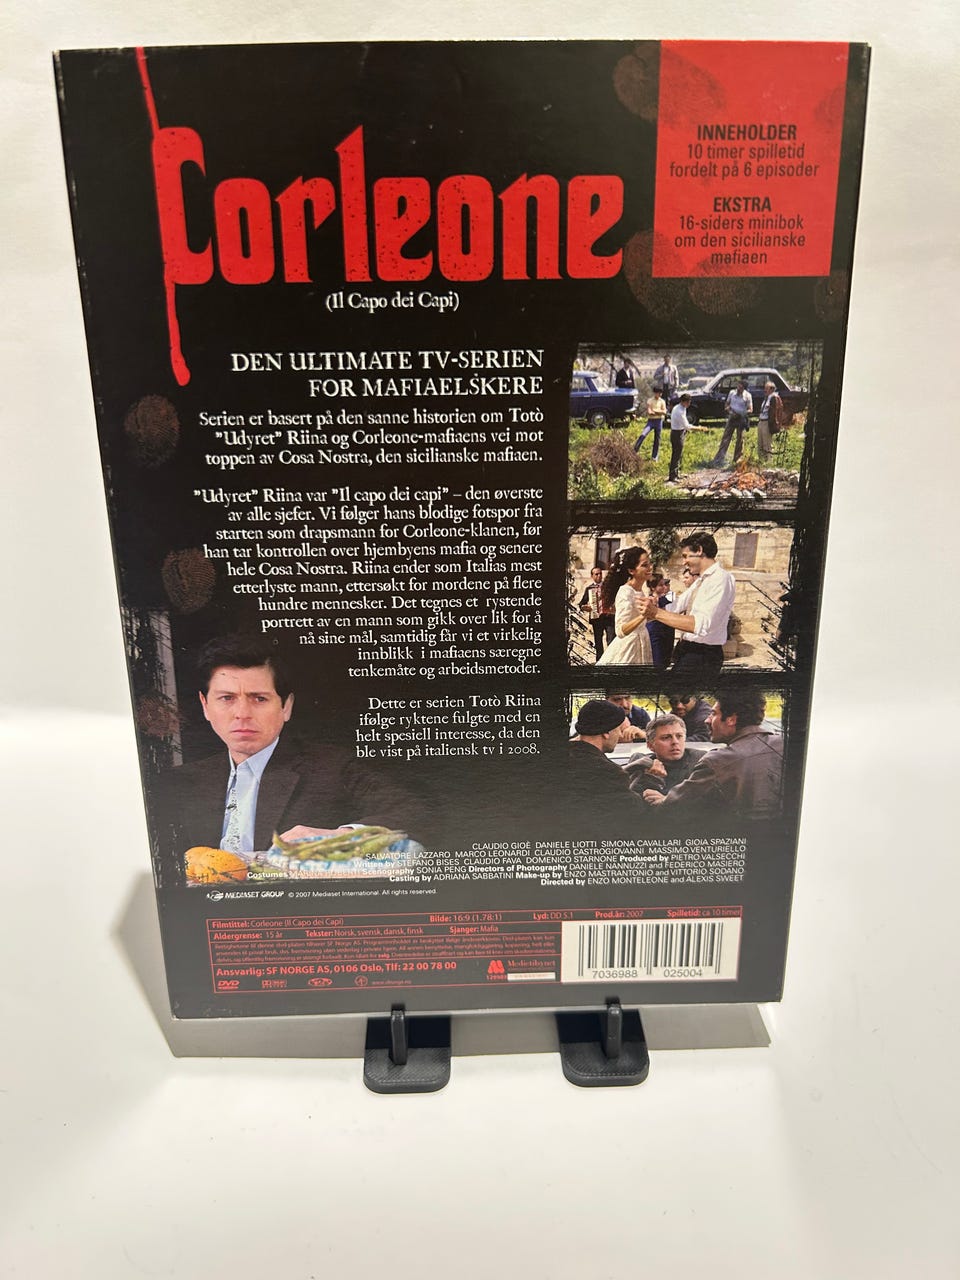 Corleone
(Il Capo dei Capi)
INNEHOLDER
10 timer spilletid
fordelt på 6 episoder
EKSTRA
16-siders minibok
om den sicilianske
mafiaen
DEN ULTIMATE TV-SERIEN
FOR MAFIAELSKERE
Serien er basert på den sanne historien om Totò
"Udyret" Riina og Corleone-mafiaens vei mot
toppen av Cosa Nostra, den sicilianske mafiaen.
"Udyret" Riina var "Il capo dei capi" – den øverste
av alle sjefer. Vi følger hans blodige fotspor fra
starten som drapsmann for Corleone-klanen, før
han tar kontrollen over hjembyens mafia og senere
hele Cosa Nostra. Riina ender som Italias mest
etterlyste mann, ettersøkt for mordene på flere
hundre mennesker. Det tegnes et rystende
portrett av en mann som gikk over lik for å
nå sine mål, samtidig får vi et virkelig
innblikk i mafiaens særegne
tenkemåte og arbeidsmetoder.
Dette er serien Totò Riina
ifølge ryktene fulgte med en
helt spesiell interesse, da den
ble vist på italiensk tv i 2008.
CLAUDIO GIOÈ DANIELE LIOTTI SIMONA CAVALLARI GIOIA SPAZIANI
SALVATORE LAZZARO MARCO LEONARDI CLAUDIO CASTROGIOVANNI MASSIMO VENTURIELLO
Written by STEFANO BISES CLAUDIO FAVA DOMENICO STARNONE Produced by PIETRO VALSECCHI
Costumes Scenography SONIA PENG Directors of Photography DANIELE NANNUZZI and FEDERICO MASIERO
Casting by ADRIANA SABBATINI Make-up by ENZO MASTRANTONIO and VITTORIO SODANO
Directed by ENZO MONTELEONE and ALEXIS SWEET
MEDIASET GROUP © 2007 Mediaset International. All rights reserved.
Filmtittel: Corleone (Il Capo dei Capi) Bilde: 16:9 (1.78:1) Lyd: DD 5.1 Prod.år: 2007 Spilletid: ca 10 timer
Aldergrense: 15 år Tekster: Norsk, svensk, dansk, finsk Sjanger: Mafia
Ansvarlig: SF NORGE AS, 0106 Oslo, Tlf: 22 00 78 00
Medietilsynet
DVD
www.sfnorge.no
7036988 025004